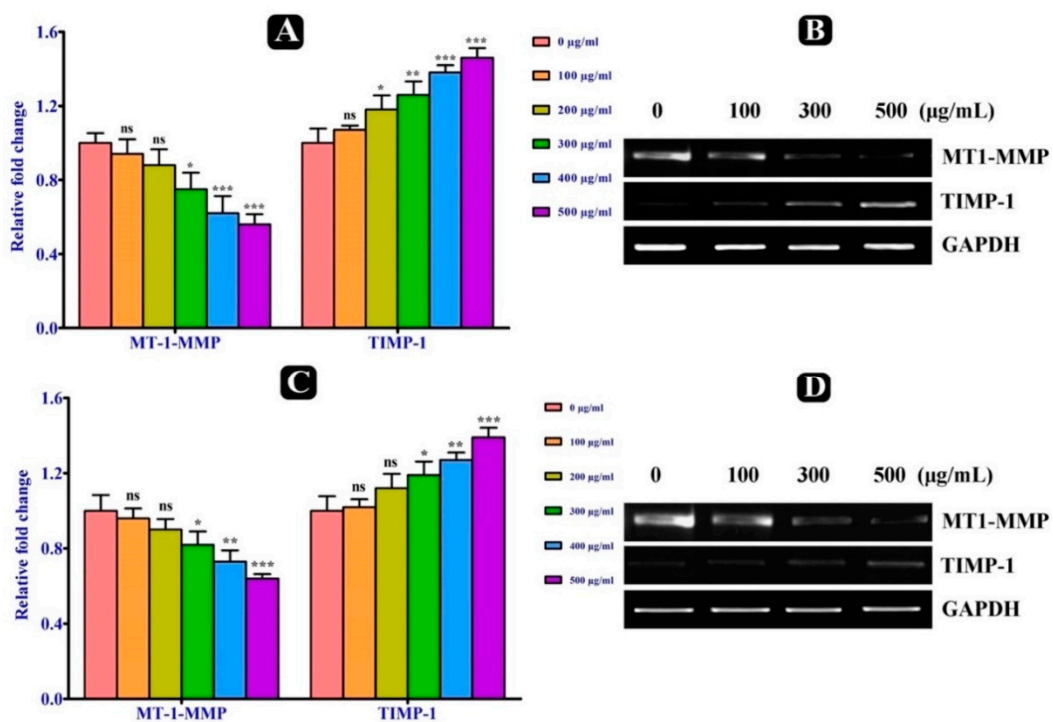 A
Relative fold change
1.6
1.2
0.8
0.4
0.0
ns
ns
*
***
***
ns
*
**
***
***
MT-1-MMP
TIMP-1
0 µg/ml
100 µg/ml
200 µg/ml
300 µg/ml
400 µg/ml
500 µg/ml
B
0 100 300 500 (µg/mL)
MT1-MMP
TIMP-1
GAPDH
C
Relative fold change
1.6
1.2
0.8
0.4
0.0
ns
ns
*
**
***
ns
ns
*
**
***
MT-1-MMP
TIMP-1
0 µg/ml
100 µg/ml
200 µg/ml
300 µg/ml
400 µg/ml
500 µg/ml
D
0 100 300 500 (µg/mL)
MT1-MMP
TIMP-1
GAPDH